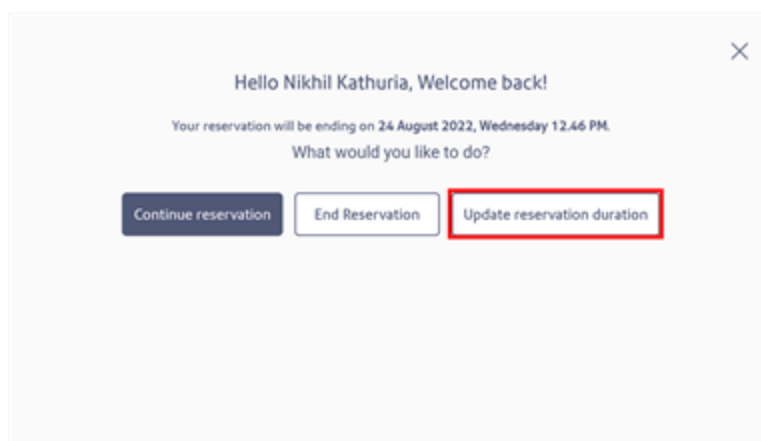 Hello Nikhil Kathuria, Welcome back!
Your reservation will be ending on 24 August 2022, Wednesday 12.46 PM.
What would you like to do?
Continue reservation End Reservation Update reservation duration